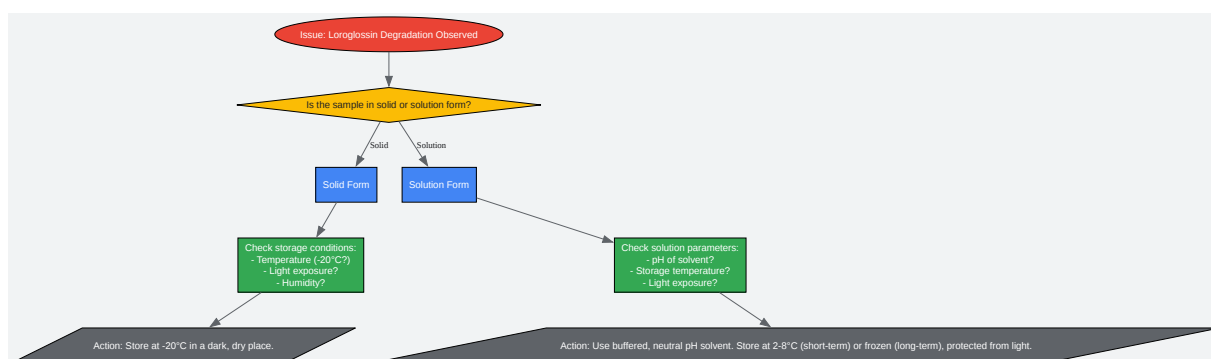 Issue: Loroglossin Degradation Observed
Is the sample in solid or solution form?
Solid
Solution
Solid Form
Solution Form
Check storage conditions:
- Temperature (-20°C?)
- Light exposure?
- Humidity?
Check solution parameters:
- pH of solvent?
- Storage temperature?
- Light exposure?
Action: Store at -20°C in a dark, dry place.
Action: Use buffered, neutral pH solvent. Store at 2-8°C (short-term) or frozen (long-term), protected from light.